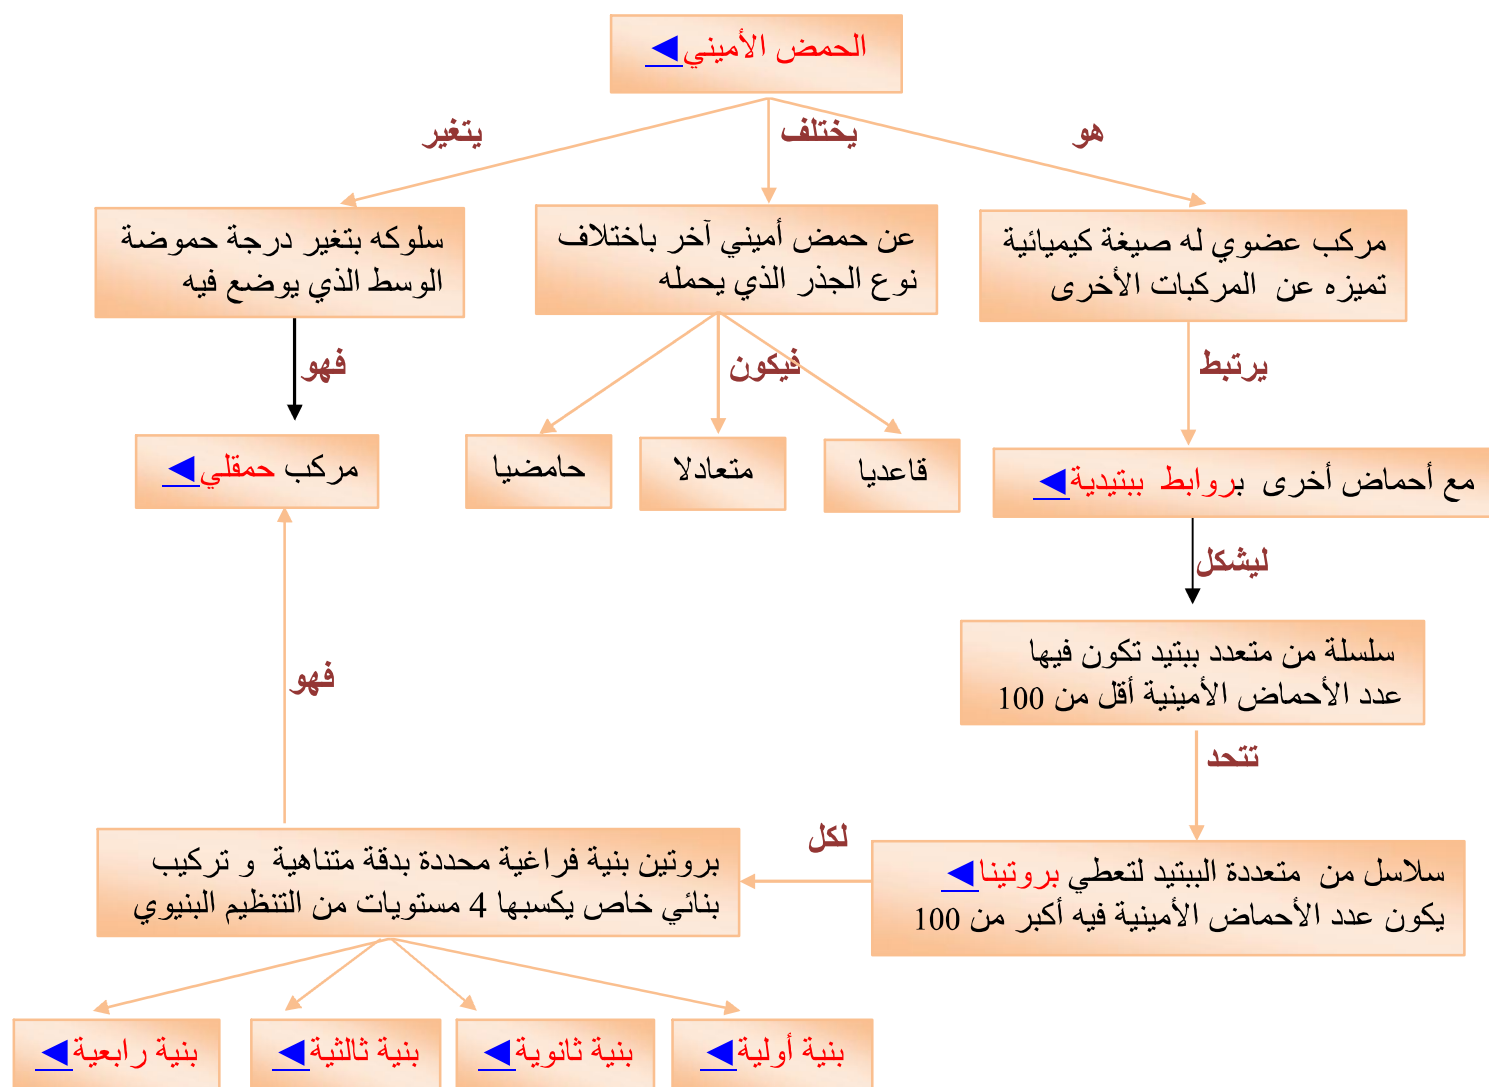 الحمض الأميني
هو
يختلف
يتغير
مركب عضوي له صيغة كيميائية
تميزه عن المركبات الأخرى
عن حمض أميني آخر باختلاف
نوع الجذر الذي يحمله
سلوكه بتغير درجة حموضة
الوسط الذي يوضع فيه
يرتبط
فيكون
فهو
مع أحماض أخرى بروابط ببتيدية
قاعديا
متعادلا
حامضيا
مركب حمقلي
ليشكل
سلسلة من متعدد ببتيد تكون فيها
عدد الأحماض الأمينية أقل من 100
فهو
تتحد
سلاسل من متعددة الببتيد لتعطي بروتينا
يكون عدد الأحماض الأمينية فيه أكبر من 100
لكل
بروتين بنية فراغية محددة بدقة متناهية و تركيب
بنائي خاص يكسبها 4 مستويات من التنظيم البنيوي
بنية أولية
بنية ثانوية
بنية ثالثية
بنية رابعية